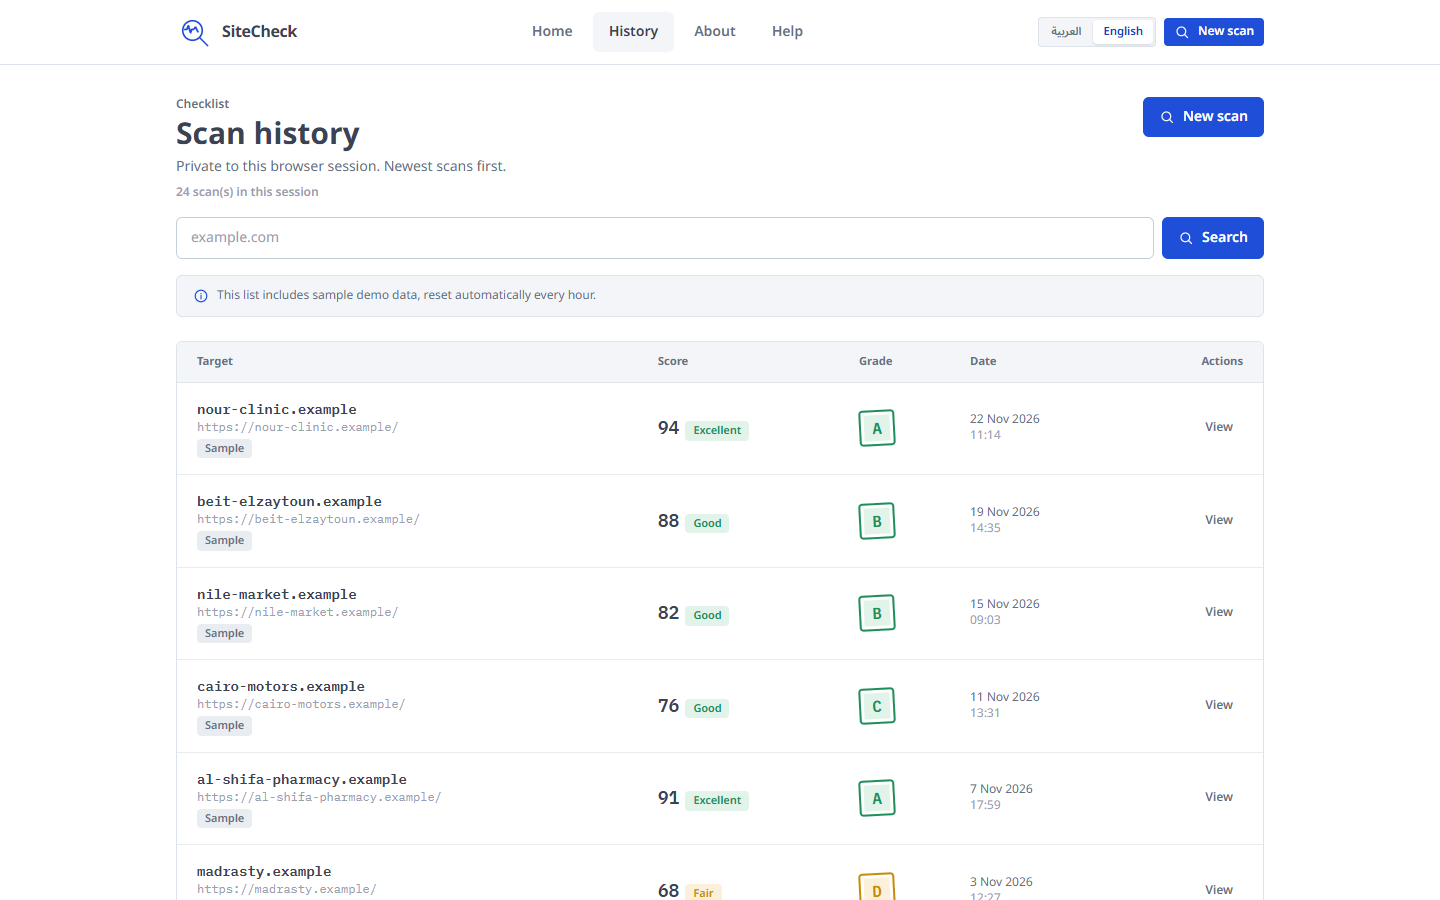 SiteCheck
Home
History
About
Help
العربية
English
New scan
Checklist
Scan history
Private to this browser session. Newest scans first.
24 scan(s) in this session
New scan
example.com
Search
This list includes sample demo data, reset automatically every hour.
Target
Score
Grade
Date
Actions
nour-clinic.example
https://nour-clinic.example/
Sample
94 Excellent
A
22 Nov 2026
11:14
View
beit-elzaytoun.example
https://beit-elzaytoun.example/
Sample
88 Good
B
19 Nov 2026
14:35
View
nile-market.example
https://nile-market.example/
Sample
82 Good
B
15 Nov 2026
09:03
View
cairo-motors.example
https://cairo-motors.example/
Sample
76 Good
C
11 Nov 2026
13:31
View
al-shifa-pharmacy.example
https://al-shifa-pharmacy.example/
Sample
91 Excellent
A
7 Nov 2026
17:59
View
madrasty.example
https://madrasty.example/
68 Fair
D
3 Nov 2026
12:27
View